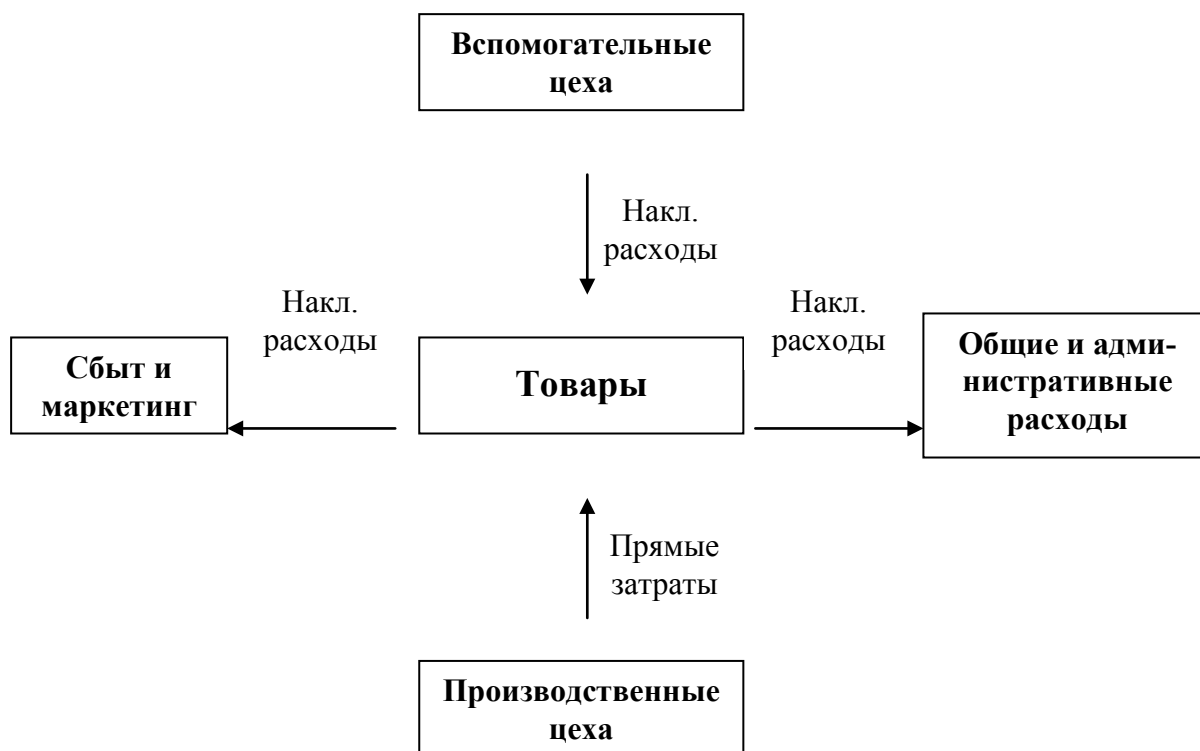 Вспомогательные
цеха
Накл.
расходы
Накл.
расходы
Сбыт и
маркетинг
Товары
Накл.
расходы
Общие и адми-
нистративные
расходы
Прямые
затраты
Производственные
цеха